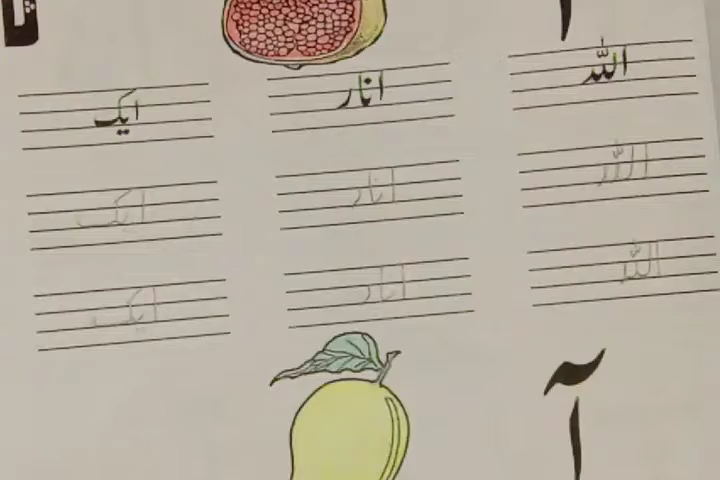 ا
اللہ انار ایک
اللہ انار ایک
اللہ انار ایک
آ